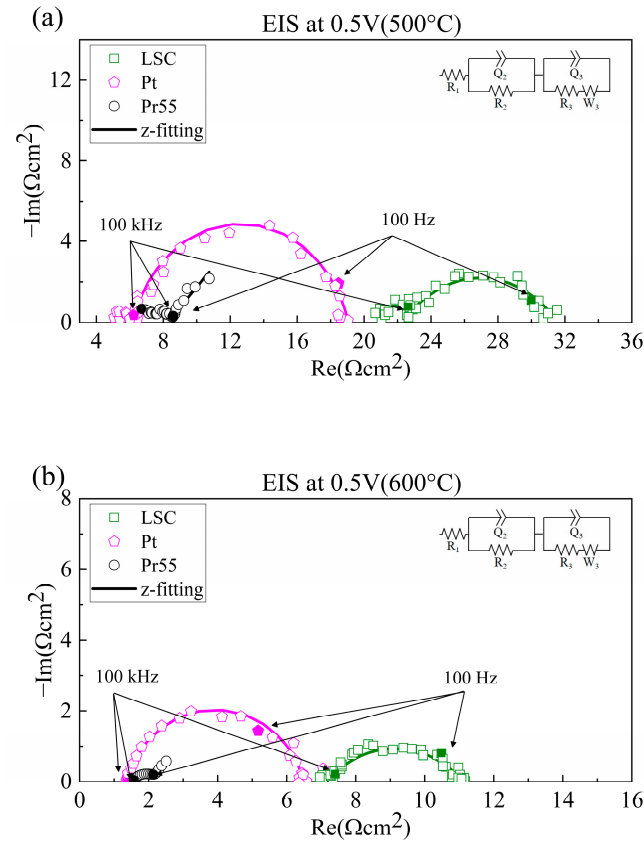 (a)
EIS at 0.5V(500°C)
LSC
Pt
Pr55
z-fitting
R1
Q2
R2
Q3
R3
W3
100 kHz
100 Hz
−Im(Ωcm²)
12
8
4
0
4
8
12
16
20
24
28
32
36
Re(Ωcm²)
(b)
EIS at 0.5V(600°C)
LSC
Pt
Pr55
z-fitting
R1
Q2
R2
Q3
R3
W3
100 kHz
100 Hz
−Im(Ωcm²)
8
6
4
2
0
0
2
4
6
8
10
12
14
16
Re(Ωcm²)